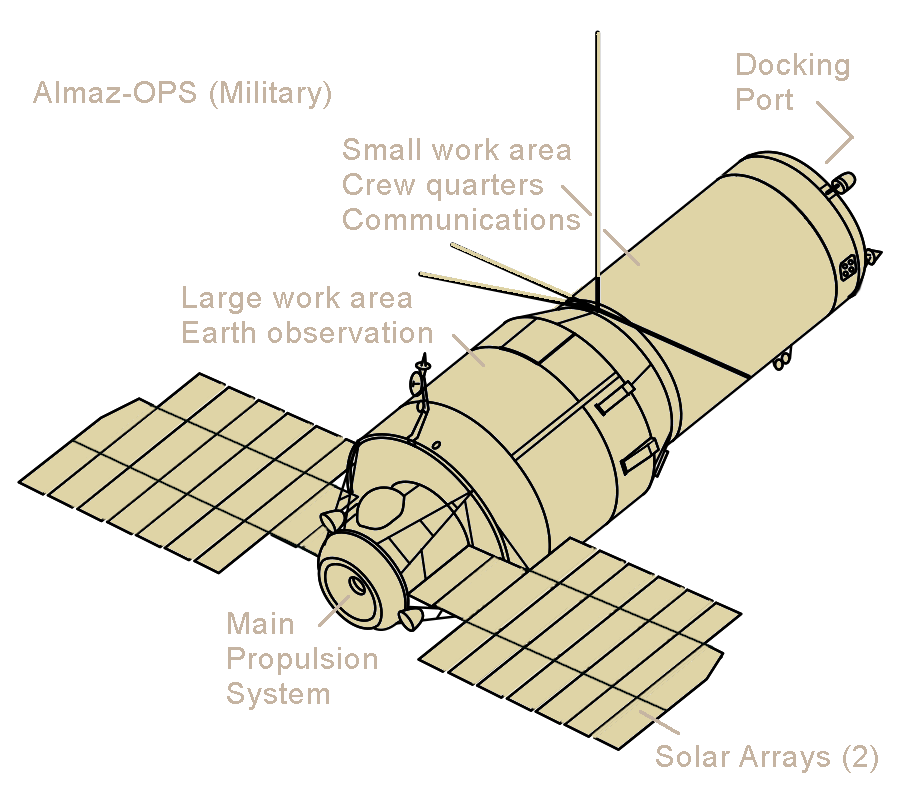 Almaz-OPS (Military)
Docking
Port
Small work area
Crew quarters
Communications
Large work area
Earth observation
Main
Propulsion
System
Solar Arrays (2)